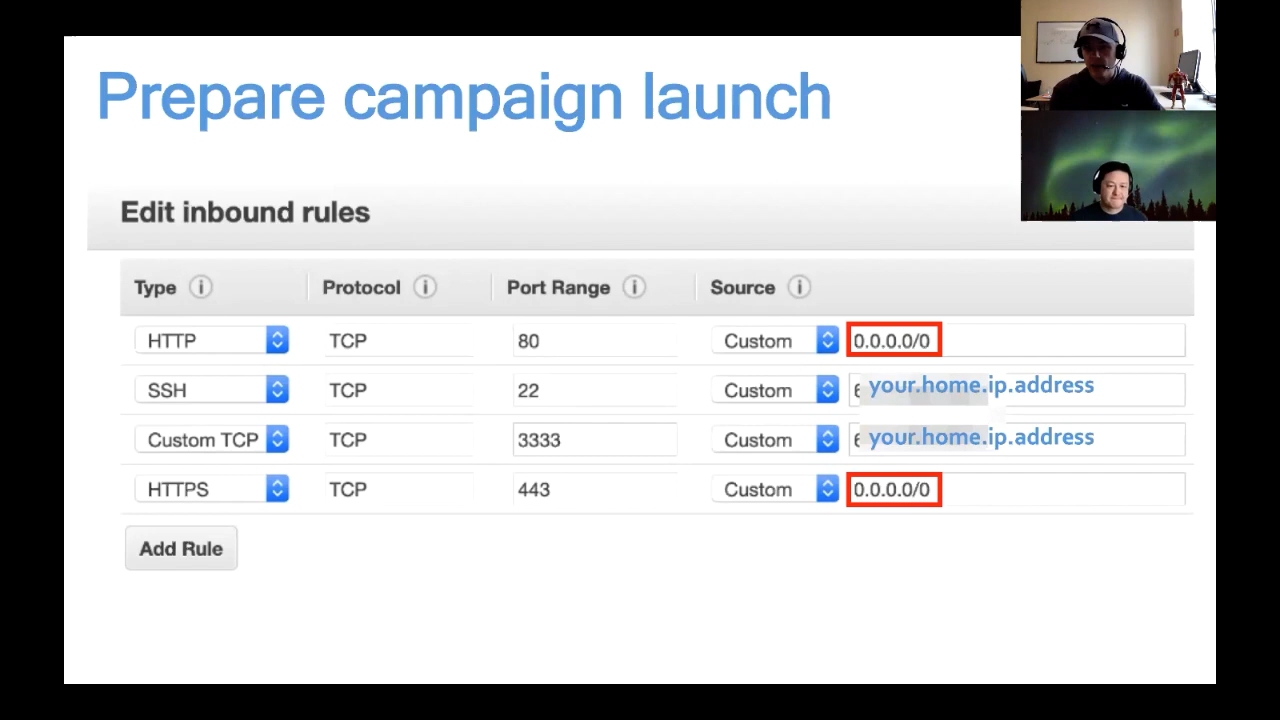 Prepare campaign launch
Edit inbound rules
Type i Protocol i Port Range i Source i
HTTP TCP 80 Custom 0.0.0.0/0
SSH TCP 22 Custom 6 your.home.ip.address
Custom TCP TCP 3333 Custom 6 your.home.ip.address
HTTPS TCP 443 Custom 0.0.0.0/0
Add Rule